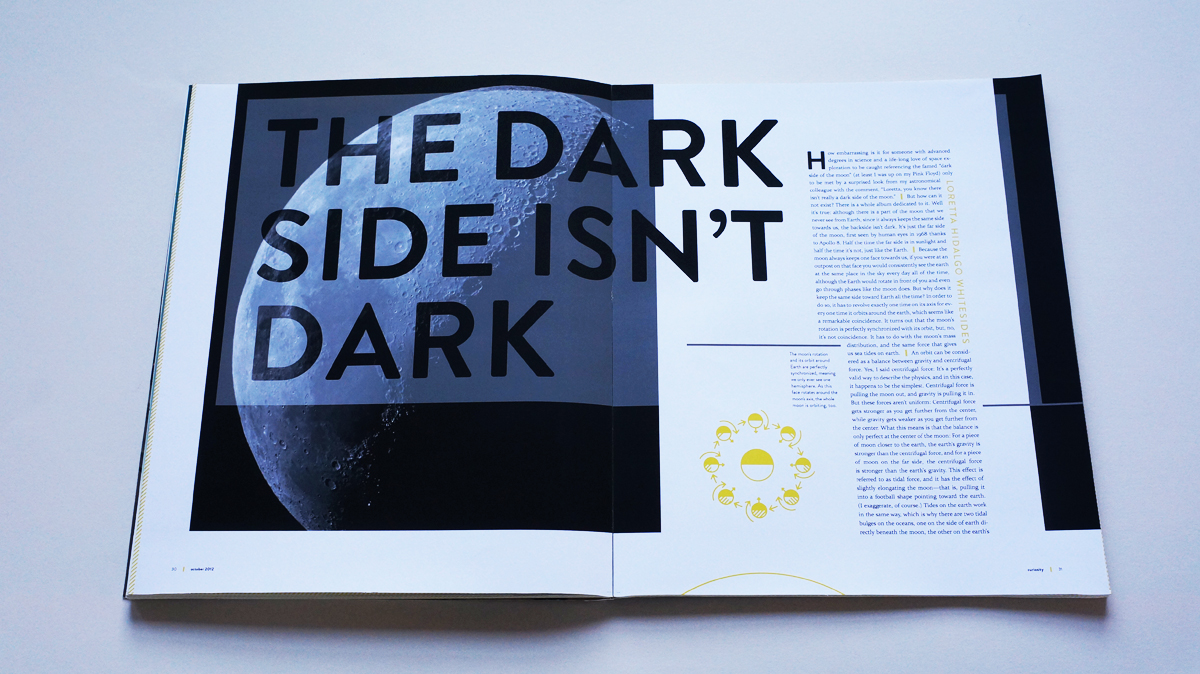 THE DARK
SIDE ISN'T
DARK
How embarrassing is it for someone with advanced
degrees in science and a life-long love of space ex-
ploration to be caught referencing the famed "dark
side of the moon" (at least I was up on my Pink Floyd) only
to be met by a surprised look from my astronomical
colleague with the comment, "Loretta, you know there
isn't really a dark side of the moon." | But how can it
not exist? There is a whole album dedicated to it. Well,
it's true: although there is a part of the moon that we
never see from Earth, since it always keeps the same side
towards us, the backside isn't dark. It's just the far side
of the moon, first seen by human eyes in 1968 thanks
to Apollo 8. Half the time the far side is in sunlight and
half the time it's not, just like the Earth. | Because the
moon always keeps one face towards us, if you were at an
outpost on that face you would consistently see the earth
at the same place in the sky every day all of the time,
although the Earth would rotate in front of you and even
go through phases like the moon does. But why does it
keep the same side toward Earth all the time? In order to
do so, it has to revolve exactly one time on its axis for ev-
ery one time it orbits around the earth, which seems like
a remarkable coincidence. It turns out that the moon's
rotation is perfectly synchronized with its orbit, but, no,
it's not coincidence. It has to do with the moon's mass
distribution, and the same force that gives
us sea tides on earth. | An orbit can be consid-
ered as a balance between gravity and centrifugal
force. Yes, I said centrifugal force. It's a perfectly
valid way to describe the physics, and in this case,
it happens to be the simplest. Centrifugal force is
pulling the moon out, and gravity is pulling it in.
But these forces aren't uniform. Centrifugal force
gets stronger as you get further from the center,
while gravity gets weaker as you get further from
the center. What this means is that the balance is
only perfect at the center of the moon. For a piece
of moon closer to the earth, the earth's gravity is
stronger than the centrifugal force, and for a piece
of moon on the far side, the centrifugal force
is stronger than the earth's gravity. This effect is
referred to as tidal force, and it has the effect of
slightly elongating the moon—that is, pulling it
into a football shape pointing toward the earth.
(I exaggerate, of course.) Tides on the earth work
in the same way, which is why there are two tidal
bulges on the oceans, one on the side of earth di-
rectly beneath the moon, the other on the earth's
LORETTA HIDALGO WHITESIDES
The moon's rotation
and its orbit around
Earth are perfectly
synchronized, meaning
we only ever see one
hemisphere. As this
face rotates around the
moon's axis, the whole
moon is orbiting, too.
| october 2012
curiosity |